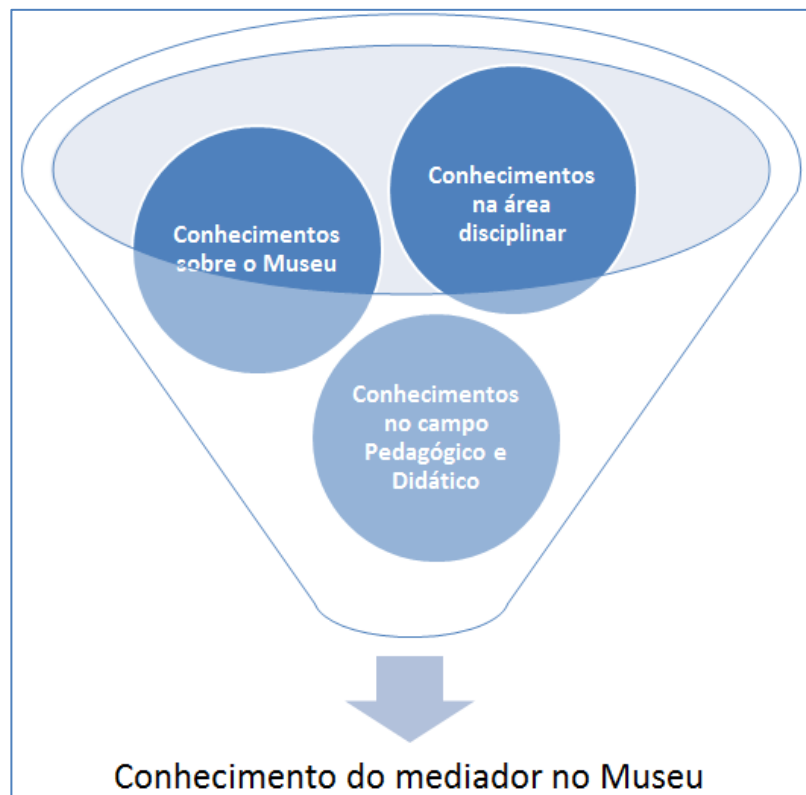 Conhecimentos
na área
disciplinar
Conhecimentos
sobre o Museu
Conhecimentos
no campo
Pedagógico e
Didático
Conhecimento do mediador no Museu